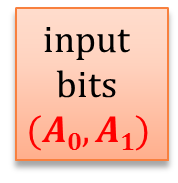 input
bits
(A₀, A₁)